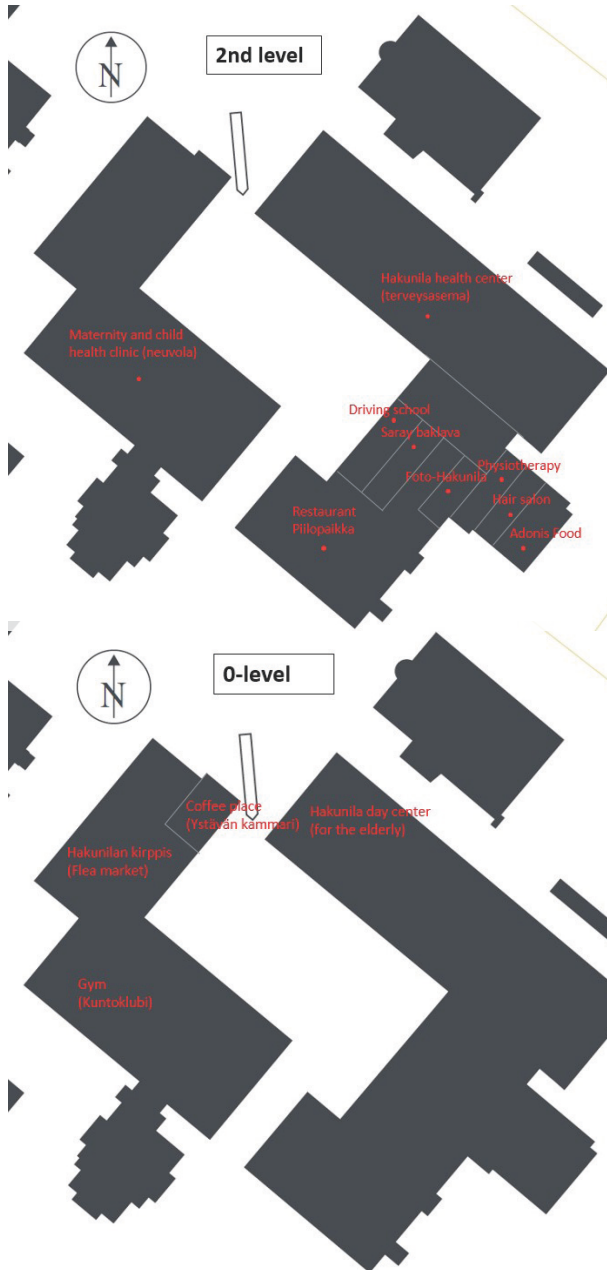 N
2nd level
Hakunila health center
(terveysasema)
Maternity and child
health clinic (neuvola)
Driving school
Saray baklava
Foto-Hakunila
Physiotherapy
Hair salon
Restaurant
Piilopaikka
Adonis Food
N
0-level
Coffee place
(Ystävän kammari)
Hakunila day center
(for the elderly)
Hakunilan kirppis
(Flea market)
Gym
(Kuntoklubi)